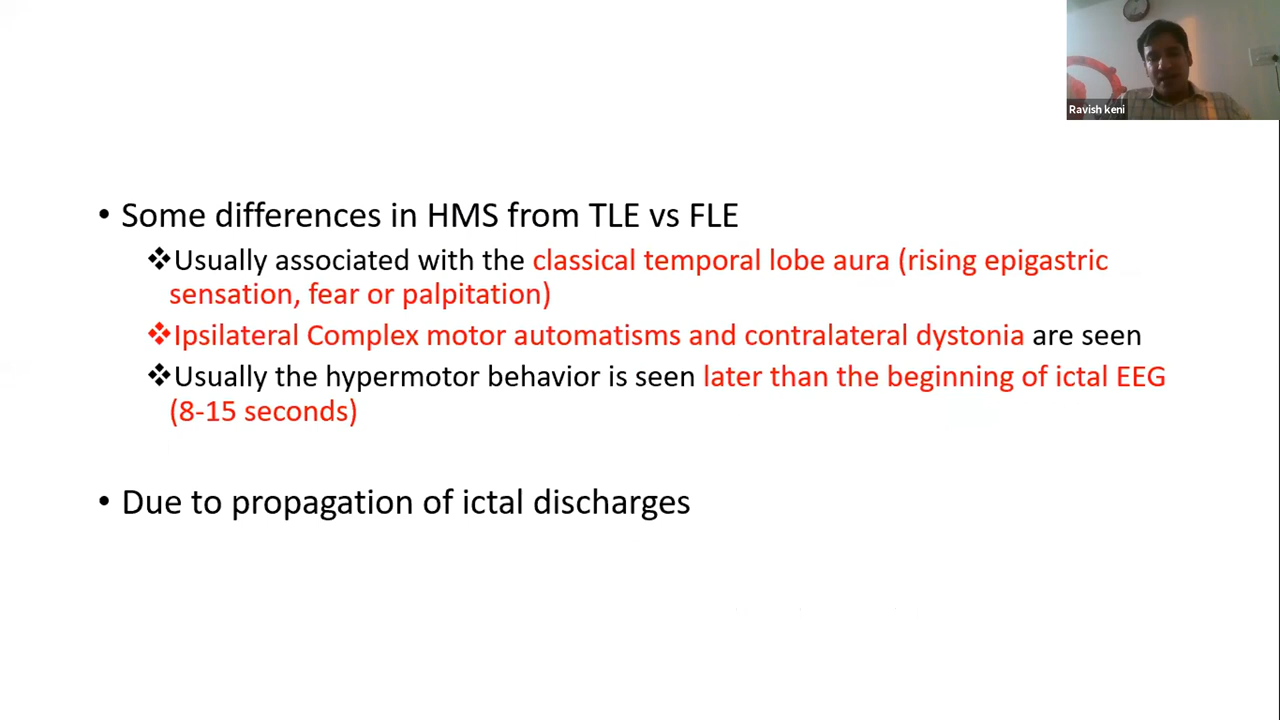 Ravish keni
• Some differences in HMS from TLE vs FLE
❖Usually associated with the classical temporal lobe aura (rising epigastric
sensation, fear or palpitation)
❖Ipsilateral Complex motor automatisms and contralateral dystonia are seen
❖Usually the hypermotor behavior is seen later than the beginning of ictal EEG
(8-15 seconds)
• Due to propagation of ictal discharges